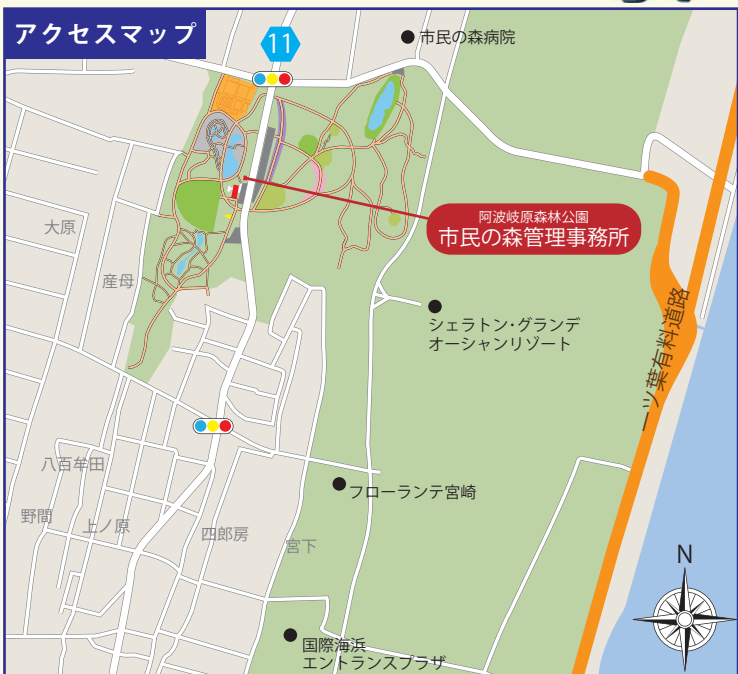 アクセスマップ
11
市民の森病院
阿波岐原森林公園
市民の森管理事務所
大原
産母
シェラトン・グランデ
オーシャンリゾート
一ツ葉有料道路
八百牟田
フローランテ宮崎
野間
上ノ原
四郎房
宮下
N
国際海浜
エントランスプラザ